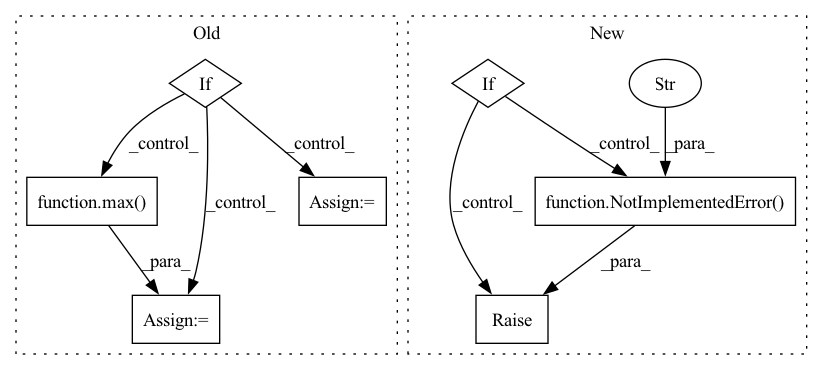 Old
New
If
If
Str
_control_
_control_
_control_
_control_
_control_
_para_
function.max()
Assign:=
function.NotImplementedError()
_para_
_para_
Assign:=
Raise